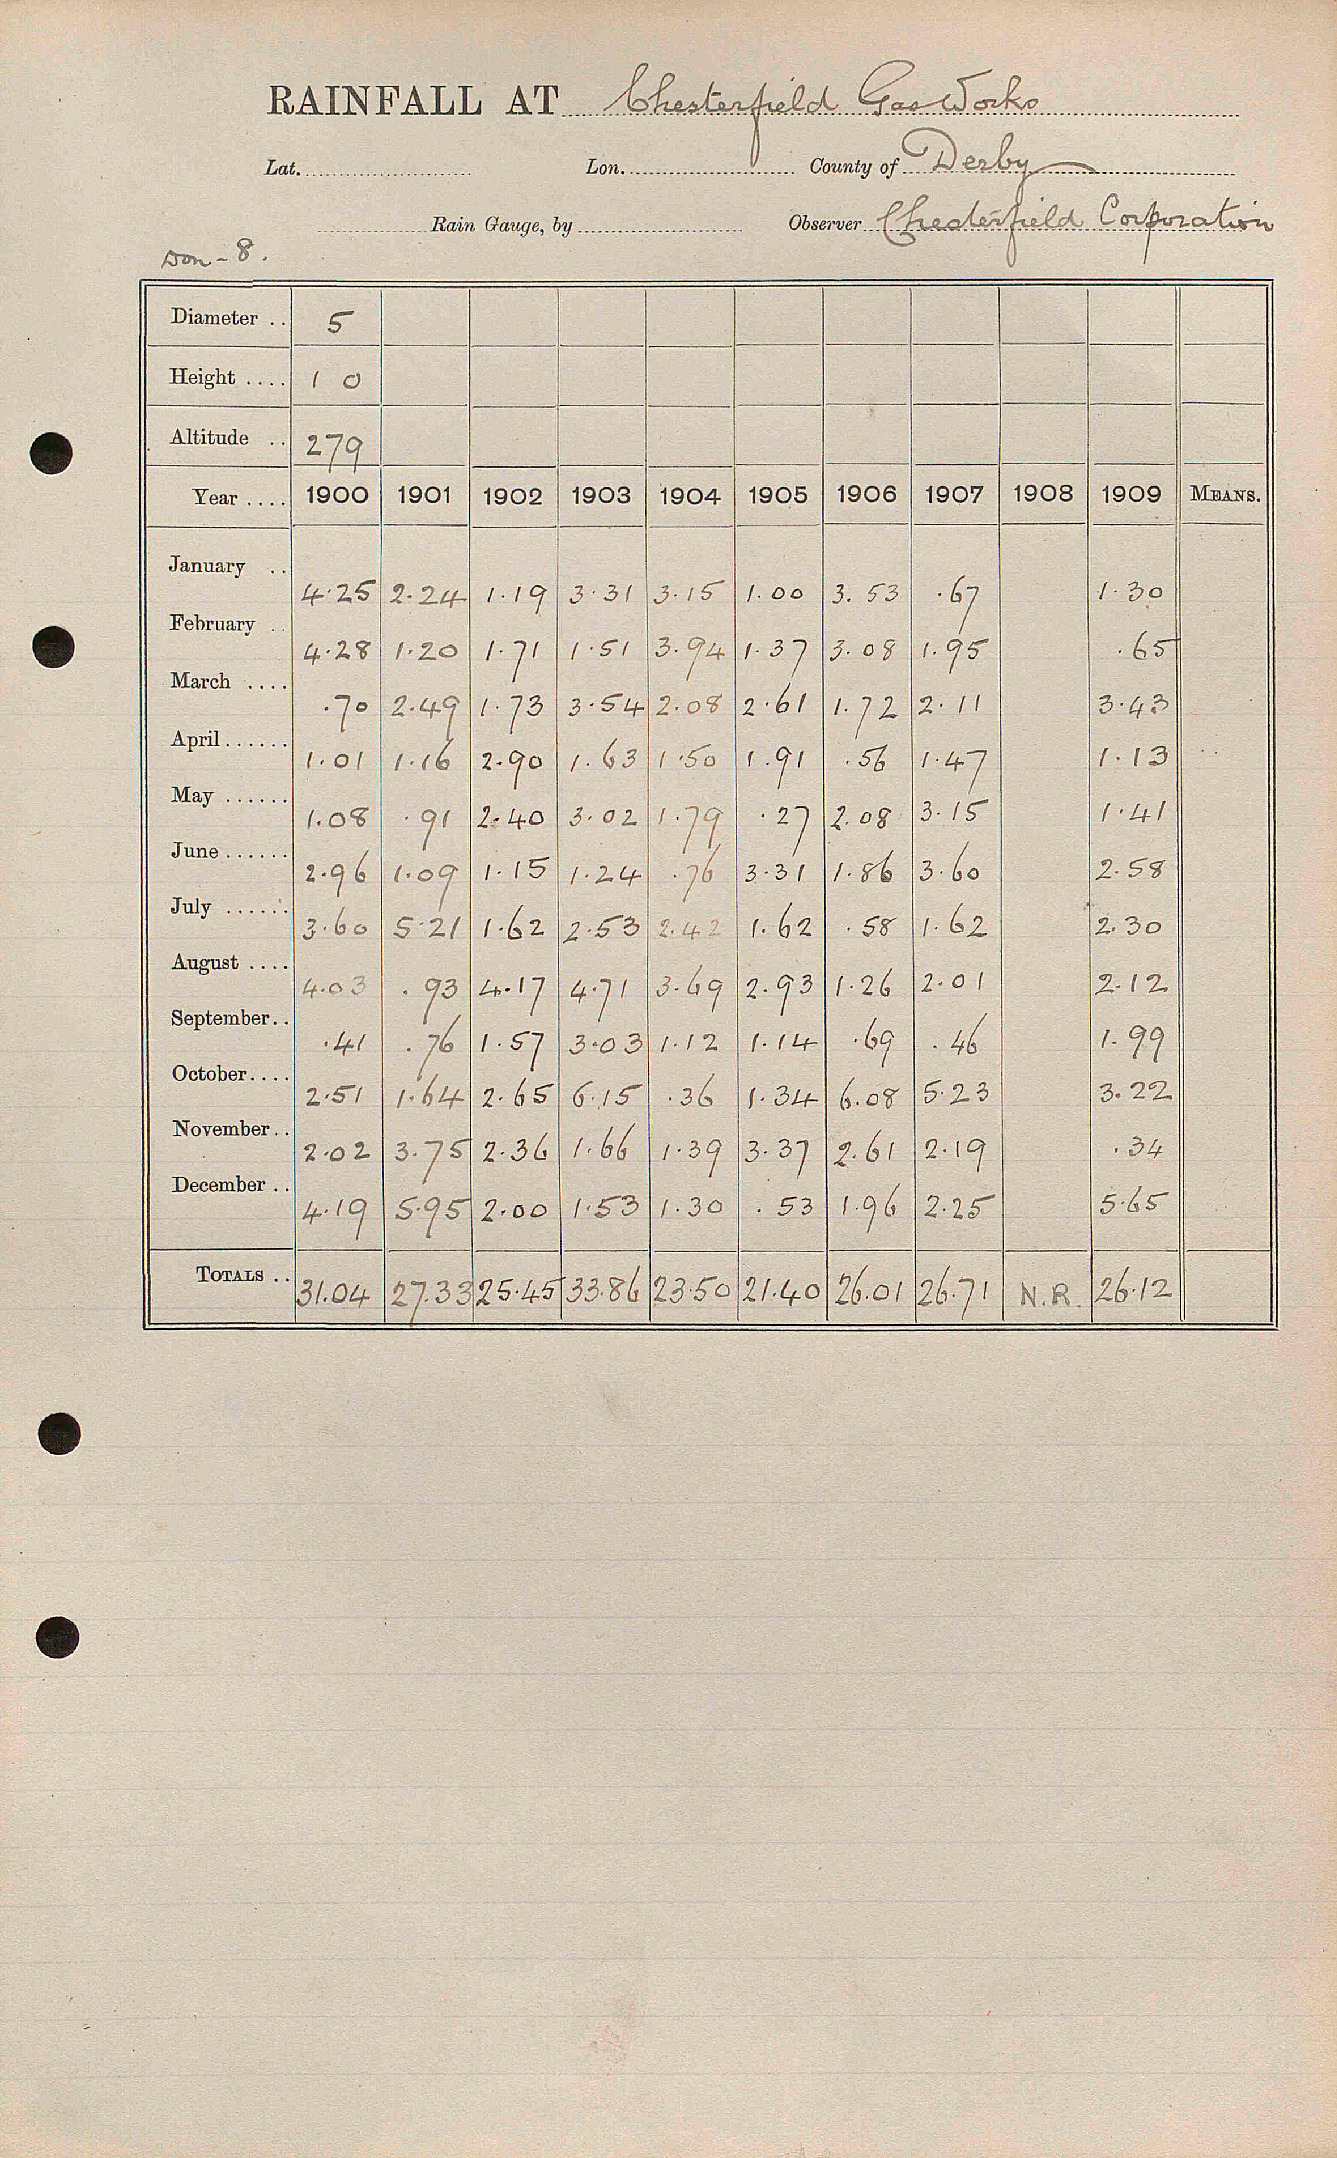 RAINFALL AT Chesterfield Gas Works
Lat. Lon. County of Derby
Rain Gauge, by Observer Chesterfield Corporation
Don - 8.
Diameter .. 5
Height .... 1 0
Altitude .. 279
Year .... 1900 1901 1902 1903 1904 1905 1906 1907 1908 1909 MEANS.
January .. 4.25 2.24 1.19 3.31 3.15 1.00 3.53 .67 1.30
February .. 4.28 1.20 1.71 1.51 3.94 1.37 3.08 1.95 .65
March .... .70 2.49 1.73 3.54 2.08 2.61 1.72 2.11 3.43
April...... 1.01 1.16 2.90 1.63 1.50 1.91 .56 1.47 1.13
May ...... 1.08 .91 2.40 3.02 1.79 .27 2.08 3.15 1.41
June...... 2.96 1.09 1.15 1.24 .76 3.31 1.86 3.60 2.58
July ...... 3.60 5.21 1.62 2.53 2.42 1.62 .58 1.62 2.30
August .... 4.03 .93 4.17 4.71 3.69 2.93 1.26 2.01 2.12
September.. .41 .76 1.57 3.03 1.12 1.14 .69 .46 1.99
October.... 2.51 1.64 2.65 6.15 .36 1.34 6.08 5.23 3.22
November.. 2.02 3.75 2.36 1.66 1.39 3.37 2.61 2.19 .34
December .. 4.19 5.95 2.00 1.53 1.30 .53 1.96 2.25 5.65
TOTALS .. 31.04 27.33 25.45 33.86 23.50 21.40 26.01 26.71 N.R. 26.12